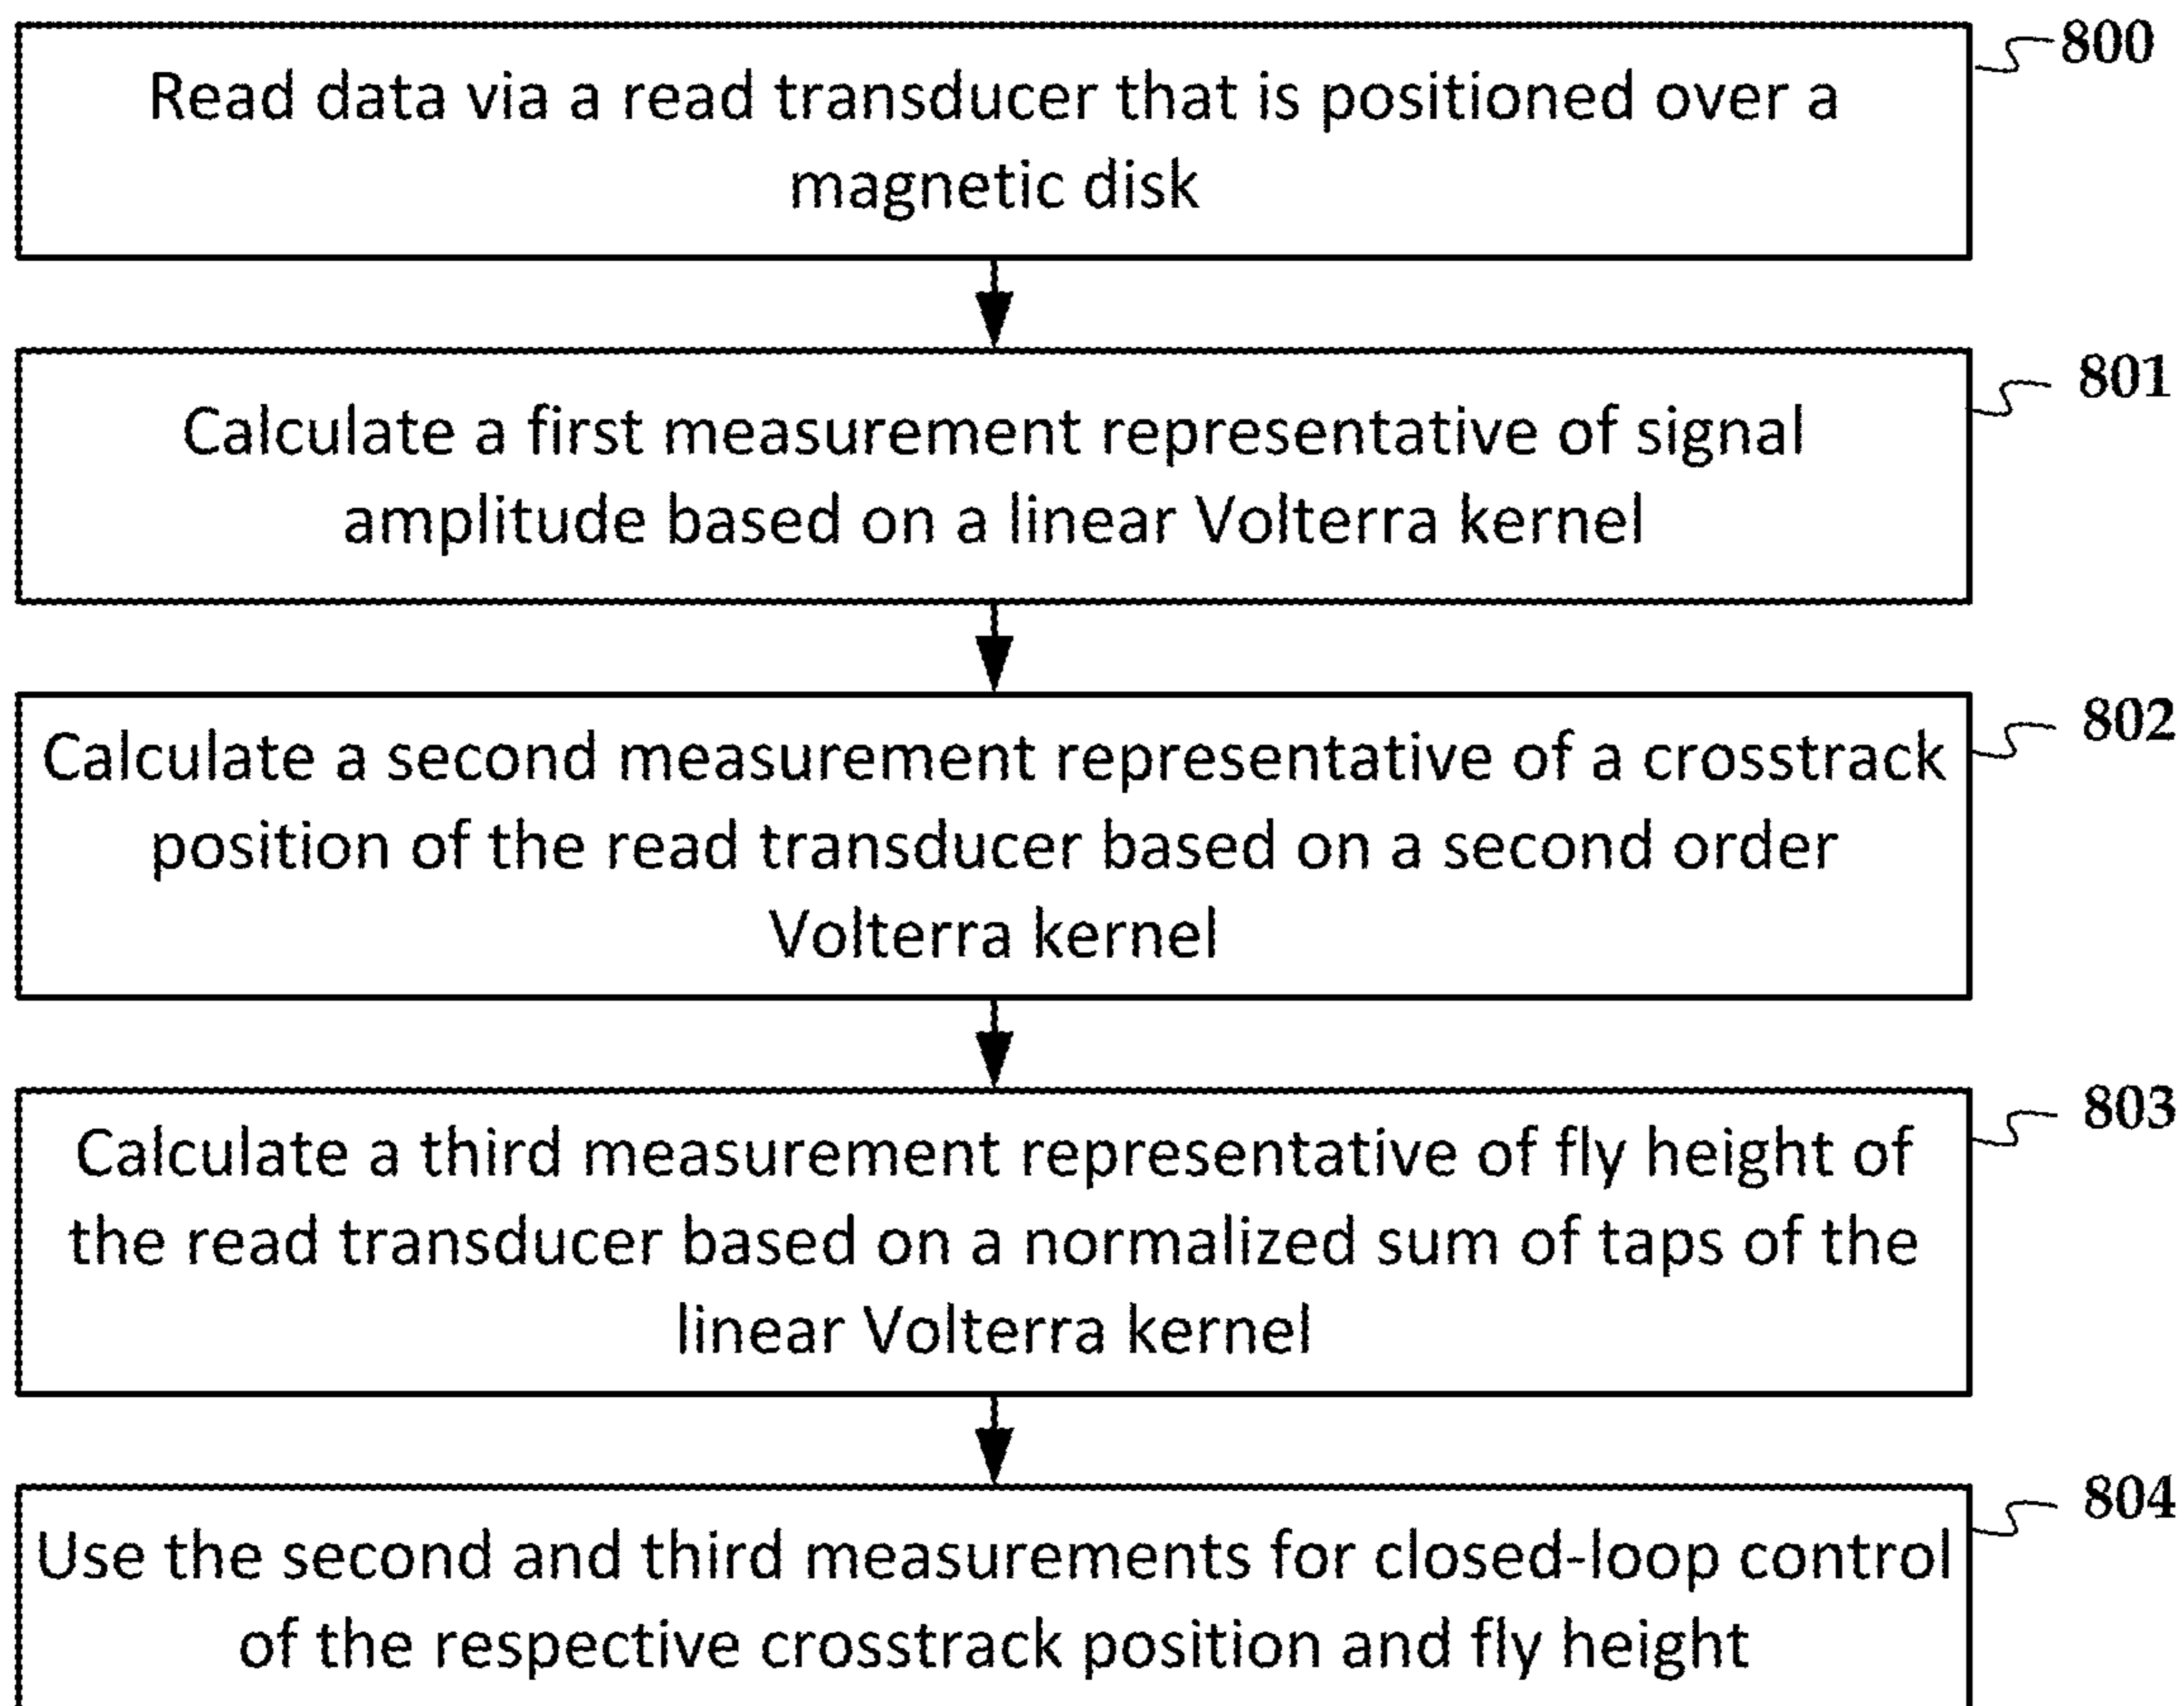 800
Read data via a read transducer that is positioned over a
magnetic disk
801
Calculate a first measurement representative of signal
amplitude based on a linear Volterra kernel
802
Calculate a second measurement representative of a crosstrack
position of the read transducer based on a second order
Volterra kernel
803
Calculate a third measurement representative of fly height of
the read transducer based on a normalized sum of taps of the
linear Volterra kernel
804
Use the second and third measurements for closed-loop control
of the respective crosstrack position and fly height